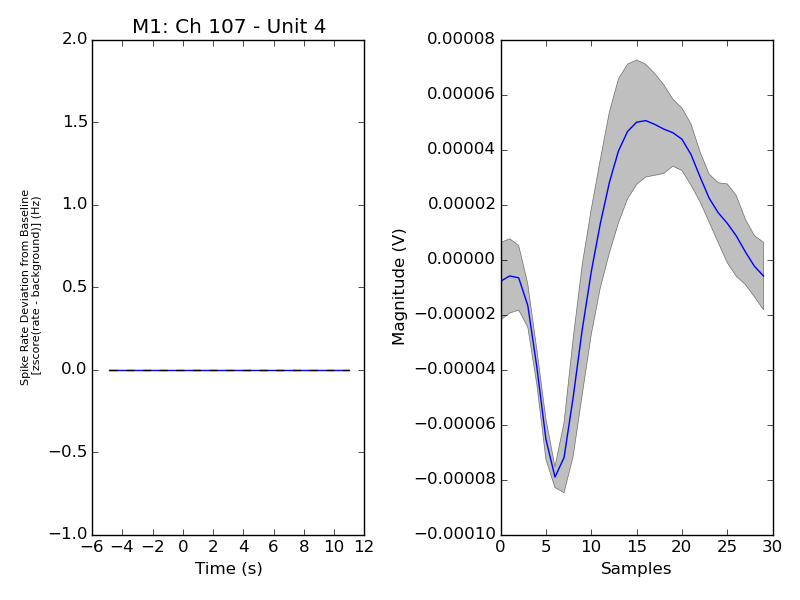 M1: Ch 107 - Unit 4
2.0
1.5
1.0
0.5
0.0
−0.5
−1.0
Spike Rate Deviation from Baseline
[zscore(rate - background)] (Hz)
−6 −4 −2 0 2 4 6 8 10 12
Time (s)
0.00008
0.00006
0.00004
0.00002
0.00000
−0.00002
−0.00004
−0.00006
−0.00008
−0.00010
Magnitude (V)
0 5 10 15 20 25 30
Samples